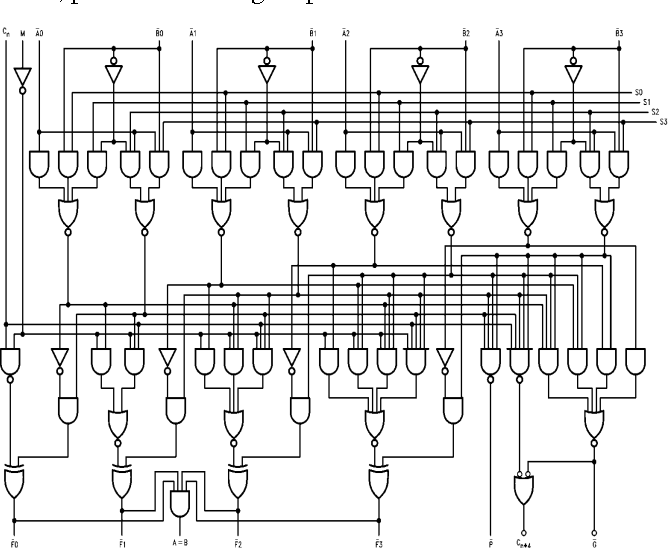 Cn M Ā0 B̄0 Ā1 B̄1 Ā2 B̄2 Ā3 B̄3
S0
S1
S2
S3
F̄0 F̄1 A=B F̄2 F̄3 P̄ Cn+4 Ḡ